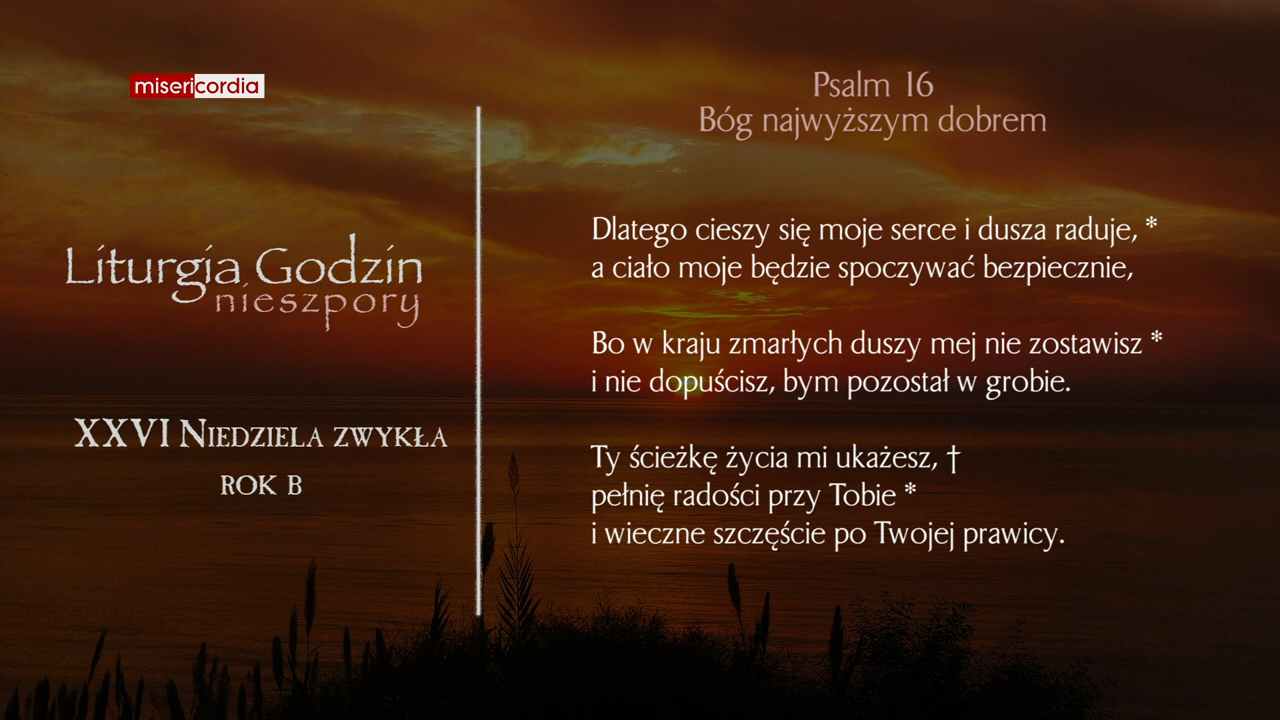 misericordia
Liturgia Godzin
nieszpory
XXVI Niedziela zwykła
rok B
Psalm 16
Bóg najwyższym dobrem
Dlatego cieszy się moje serce i dusza raduje, *
a ciało moje będzie spoczywać bezpiecznie,
Bo w kraju zmarłych duszy mej nie zostawisz *
i nie dopuścisz, bym pozostał w grobie.
Ty ścieżkę życia mi ukażesz, †
pełnię radości przy Tobie *
i wieczne szczęście po Twojej prawicy.